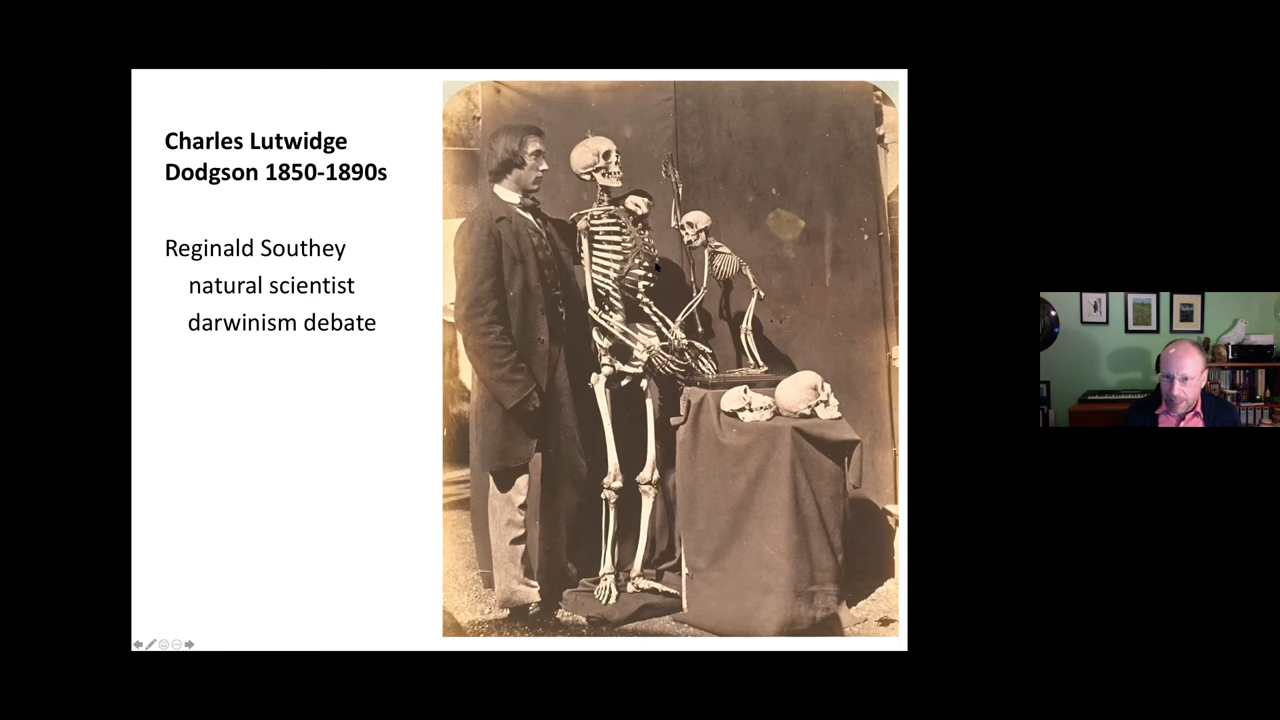 Charles Lutwidge
Dodgson 1850-1890s
Reginald Southey
natural scientist
darwinism debate